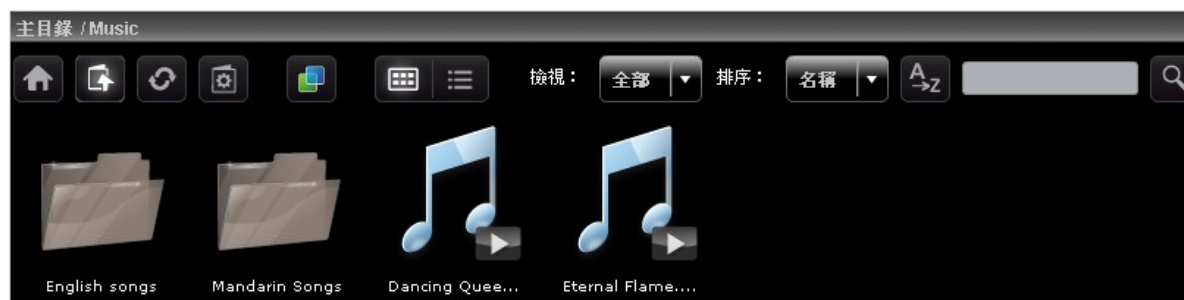 主目錄 / Music
檢視： 全部 排序： 名稱 A→Z
English songs Mandarin Songs Dancing Quee... Eternal Flame....